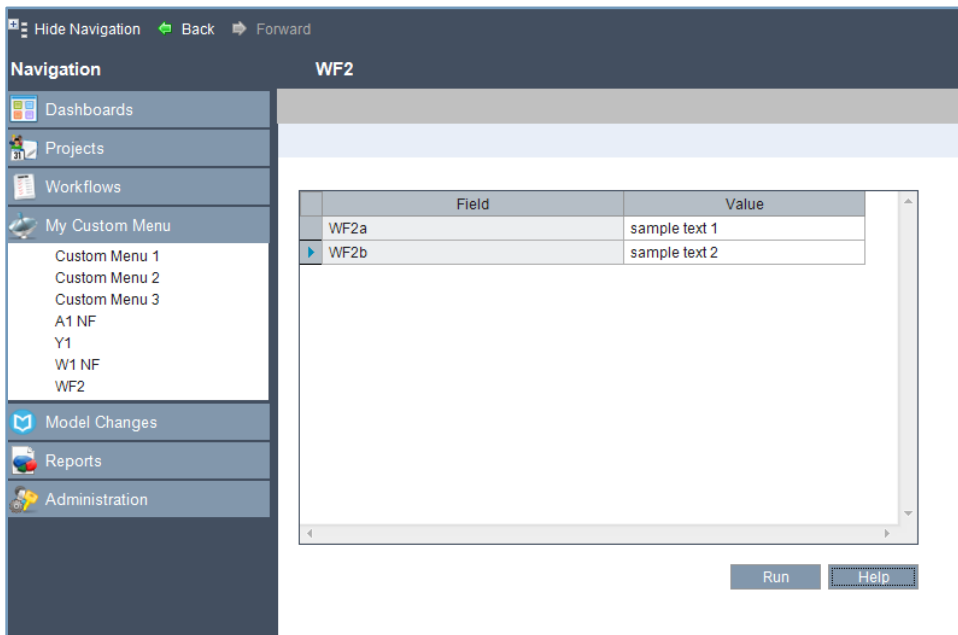 Hide Navigation Back Forward
Navigation WF2
Dashboards
31 Projects
Workflows
My Custom Menu
Custom Menu 1
Custom Menu 2
Custom Menu 3
A1 NF
Y1
W1 NF
WF2
Model Changes
Reports
Administration
Field Value
WF2a sample text 1
WF2b sample text 2
Run Help